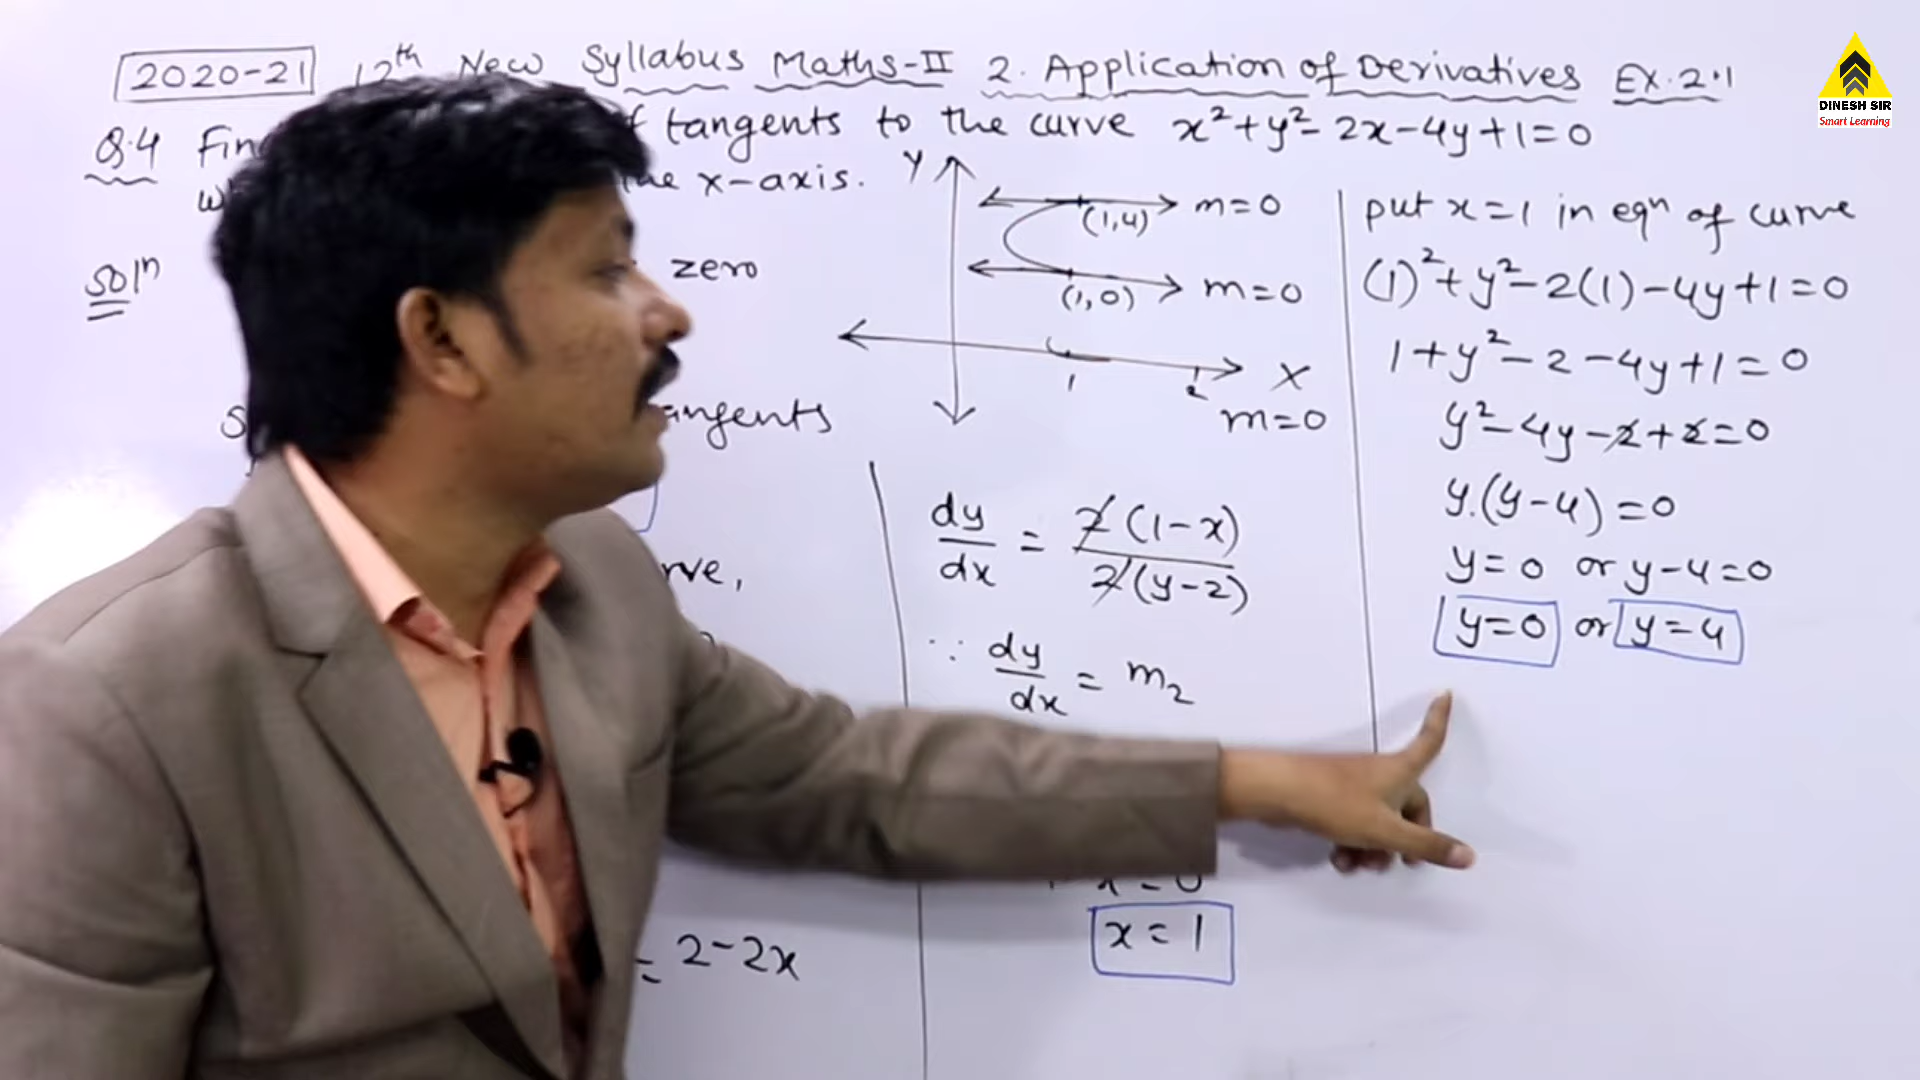 2020-21 12th New Syllabus Maths-II 2. Application of Derivatives Ex. 2.1
Q.4 tangents to the curve x²+y²-2x-4y+1=0
x-axis.
Solⁿ zero
Y
m=0
(1,4)
m=0
(1,0)
1
2
X
m=0
dy/dx = 2(1-x)/2(y-2)
∵ dy/dx = m₂
x = 1
= 2-2x
put x=1 in eqⁿ of curve
(1)²+y²-2(1)-4y+1=0
1+y²-2-4y+1=0
y²-4y-2+2=0
y.(y-4)=0
y=0 or y-4=0
y=0 or y=4
DINESH SIR
Smart Learning